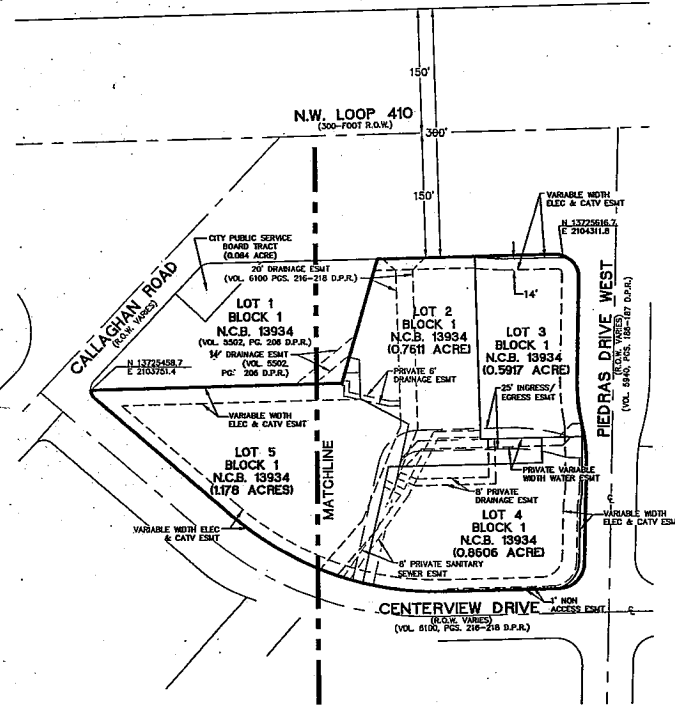 150'
N.W. LOOP 410
(300-FOOT R.O.W.)
300'
150'
VARIABLE WIDTH
ELEC & CATV ESMT
N 13725616.7
E 2104311.8
CITY PUBLIC SERVICE
BOARD TRACT
(0.084 ACRE)
20' DRAINAGE ESMT
(VOL. 6100 PGS. 216-218 D.P.R.)
CALLAGHAN ROAD
(R.O.W. VARIES)
14'
LOT 1
BLOCK 1
N.C.B. 13934
(VOL. 5502, PG. 206 D.P.R.)
14' DRAINAGE ESMT
(VOL. 5502,
PG. 206 D.P.R.)
LOT 2
BLOCK 1
N.C.B. 13934
(0.7611 ACRE)
LOT 3
BLOCK 1
N.C.B. 13934
(0.5917 ACRE)
PIEDRAS DRIVE WEST
(R.O.W. VARIES)
(VOL. 5940, PGS. 186-187 D.P.R.)
N 13725458.7
E 2103751.4
PRIVATE 6'
DRAINAGE ESMT
25' INGRESS/
EGRESS ESMT
VARIABLE WIDTH
ELEC & CATV ESMT
LOT 5
BLOCK 1
N.C.B. 13934
(1.178 ACRES)
MATCHLINE
PRIVATE VARIABLE
WIDTH WATER ESMT
8' PRIVATE
DRAINAGE ESMT
LOT 4
BLOCK 1
N.C.B. 13934
(0.8606 ACRE)
VARIABLE WIDTH
ELEC & CATV ESM
VARIABLE WIDTH ELEC
& CATV ESMT
8' PRIVATE SANITARY
SEWER ESMT
1' NON
ACCESS ESMT
CENTERVIEW DRIVE
(R.O.W. VARIES)
(VOL. 6100, PGS. 216-218 D.P.R.)